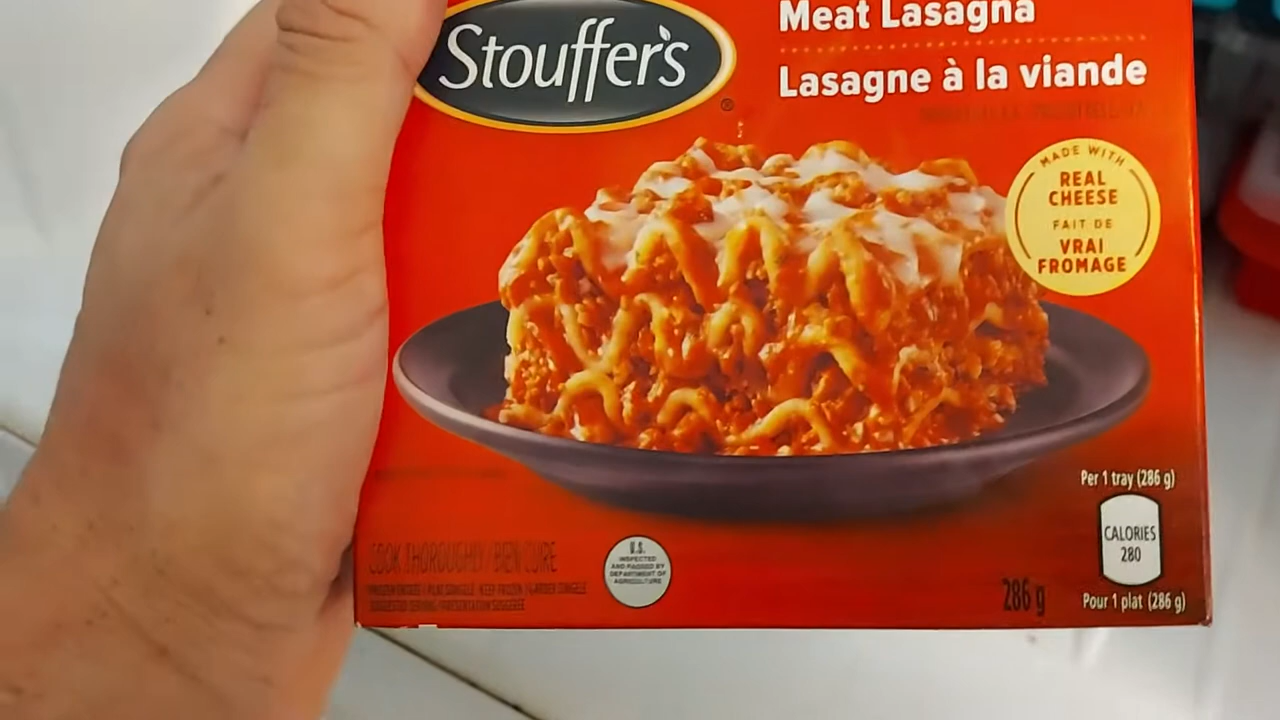 Stouffer's
®
Meat Lasagna
Lasagne à la viande
MADE WITH
REAL
CHEESE
FAIT DE
VRAI
FROMAGE
Per 1 tray (286 g)
CALORIES
280
Pour 1 plat (286 g)
286 g
COOK THOROUGHLY / BIEN CUIRE
U.S.
INSPECTED
AND PASSED BY
DEPARTMENT OF
AGRICULTURE